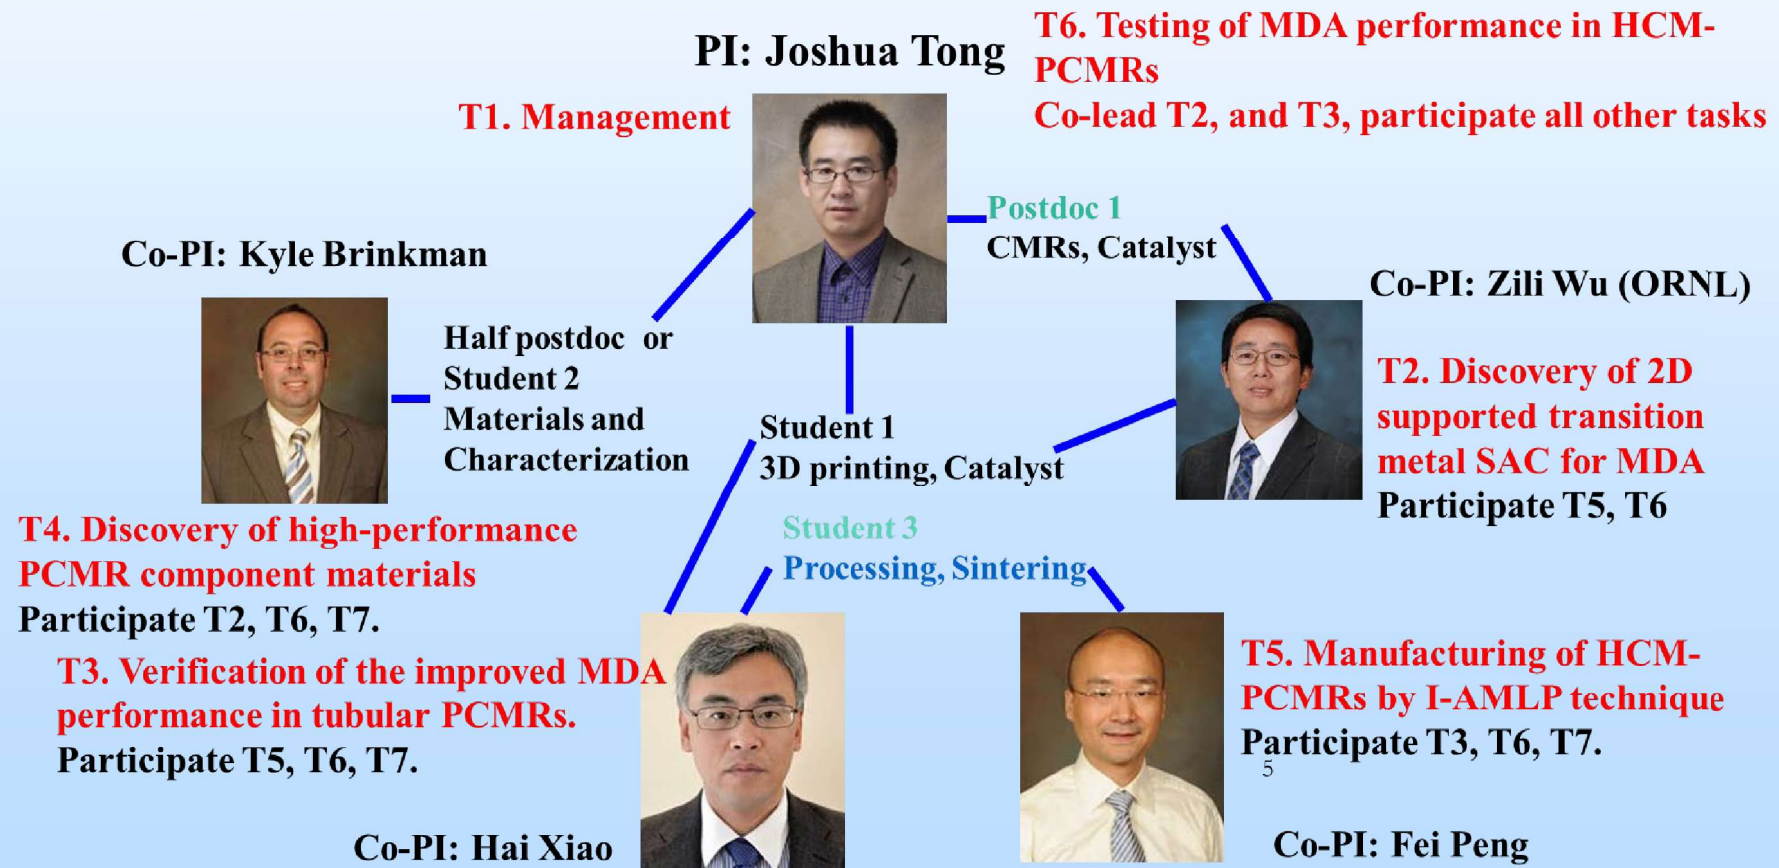 PI: Joshua Tong
T6. Testing of MDA performance in HCM-
PCMRs
Co-lead T2, and T3, participate all other tasks
T1. Management
Postdoc 1
CMRs, Catalyst
Co-PI: Kyle Brinkman
Co-PI: Zili Wu (ORNL)
Half postdoc or
Student 2
Materials and
Characterization
T2. Discovery of 2D
supported transition
metal SAC for MDA
Participate T5, T6
Student 1
3D printing, Catalyst
T4. Discovery of high-performance
PCMR component materials
Participate T2, T6, T7.
Student 3
Processing, Sintering
T3. Verification of the improved MDA
performance in tubular PCMRs.
Participate T5, T6, T7.
T5. Manufacturing of HCM-
PCMRs by I-AMLP technique
Participate T3, T6, T7.
5
Co-PI: Hai Xiao
Co-PI: Fei Peng